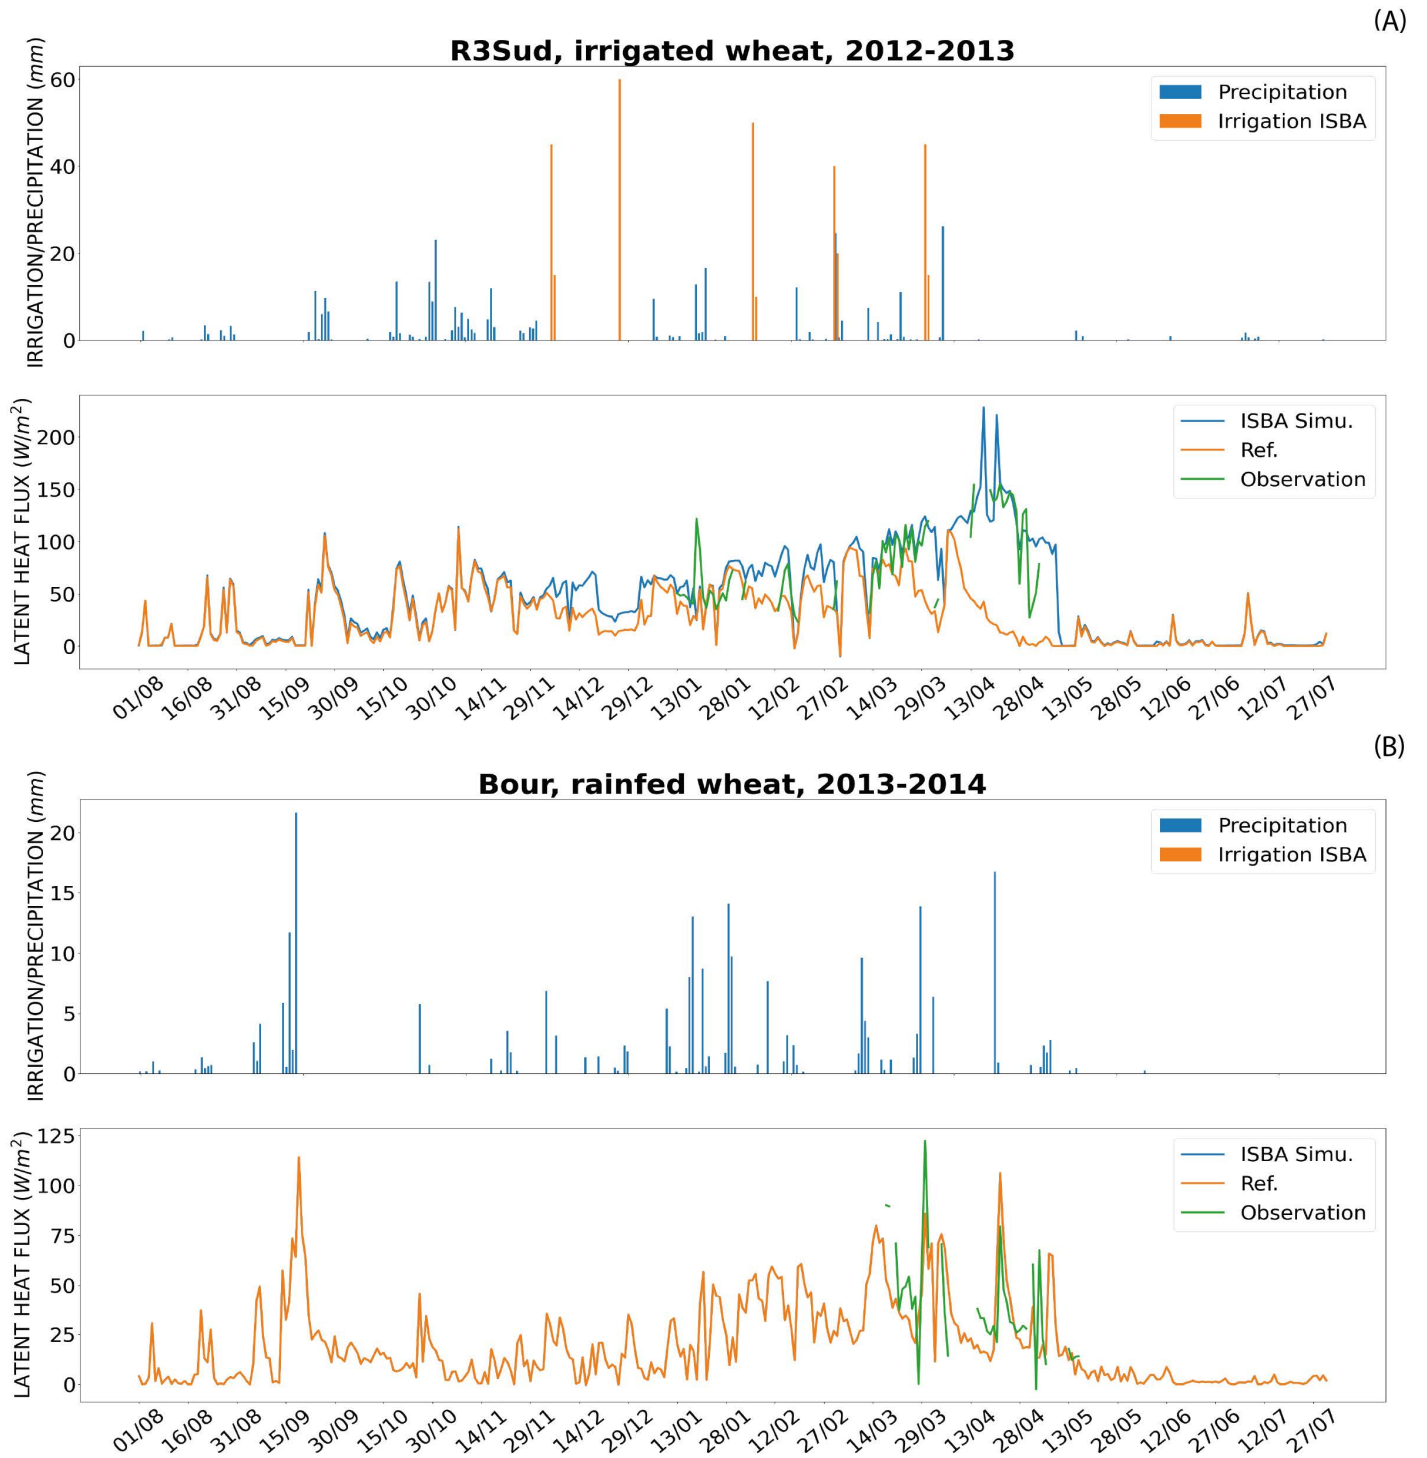 (A)
R3Sud, irrigated wheat, 2012-2013
IRRIGATION/PRECIPITATION (mm)
60
40
20
0
Precipitation
Irrigation ISBA
LATENT HEAT FLUX (W/m²)
200
150
100
50
0
ISBA Simu.
Ref.
Observation
01/08 16/08 31/08 15/09 30/09 15/10 30/10 14/11 29/11 14/12 29/12 13/01 28/01 12/02 27/02 14/03 29/03 13/04 28/04 13/05 28/05 12/06 27/06 12/07 27/07
(B)
Bour, rainfed wheat, 2013-2014
IRRIGATION/PRECIPITATION (mm)
20
15
10
5
0
Precipitation
Irrigation ISBA
LATENT HEAT FLUX (W/m²)
125
100
75
50
25
0
ISBA Simu.
Ref.
Observation
01/08 16/08 31/08 15/09 30/09 15/10 30/10 14/11 29/11 14/12 29/12 13/01 28/01 12/02 27/02 14/03 29/03 13/04 28/04 13/05 28/05 12/06 27/06 12/07 27/07